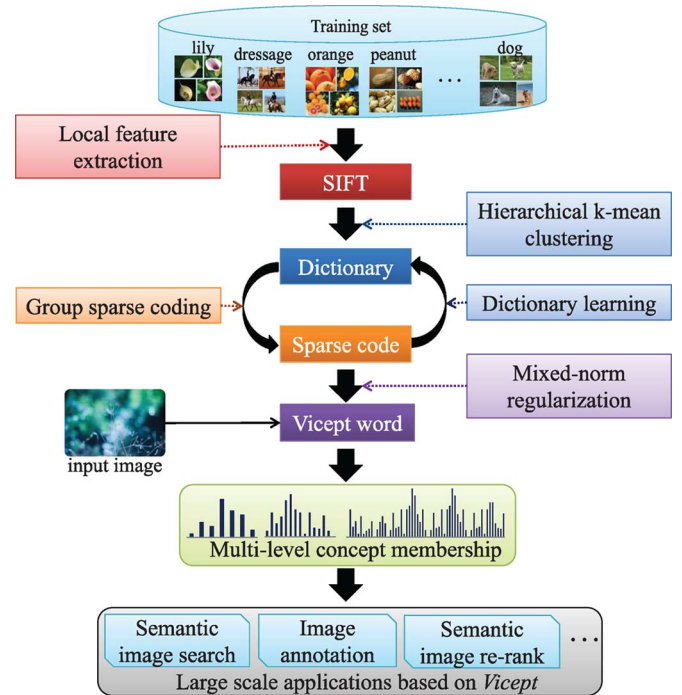 Training set
lily
dressage
orange
peanut
dog
...
Local feature
extraction
SIFT
Hierarchical k-mean
clustering
Dictionary
Group sparse coding
Dictionary learning
Sparse code
Mixed-norm
regularization
Vicept word
input image
Multi-level concept membership
Semantic
image search
Image
annotation
Semantic
image re-rank
...
Large scale applications based on Vicept